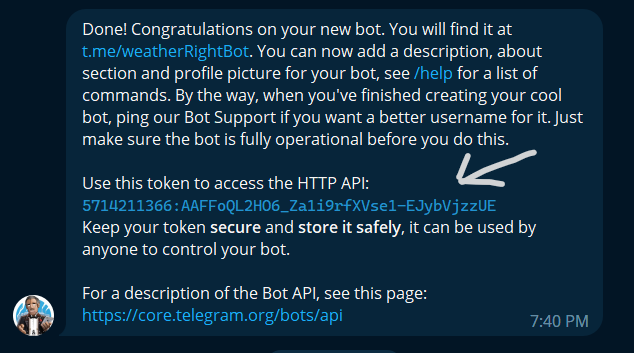 Done! Congratulations on your new bot. You will find it at
t.me/weatherRightBot. You can now add a description, about
section and profile picture for your bot, see /help for a list of
commands. By the way, when you've finished creating your cool
bot, ping our Bot Support if you want a better username for it. Just
make sure the bot is fully operational before you do this.
Use this token to access the HTTP API:
5714211366:AAFFoQL2HO6_Za1i9rfXVse1-EJybVjzzUE
Keep your token secure and store it safely, it can be used by
anyone to control your bot.
For a description of the Bot API, see this page:
https://core.telegram.org/bots/api
7:40 PM